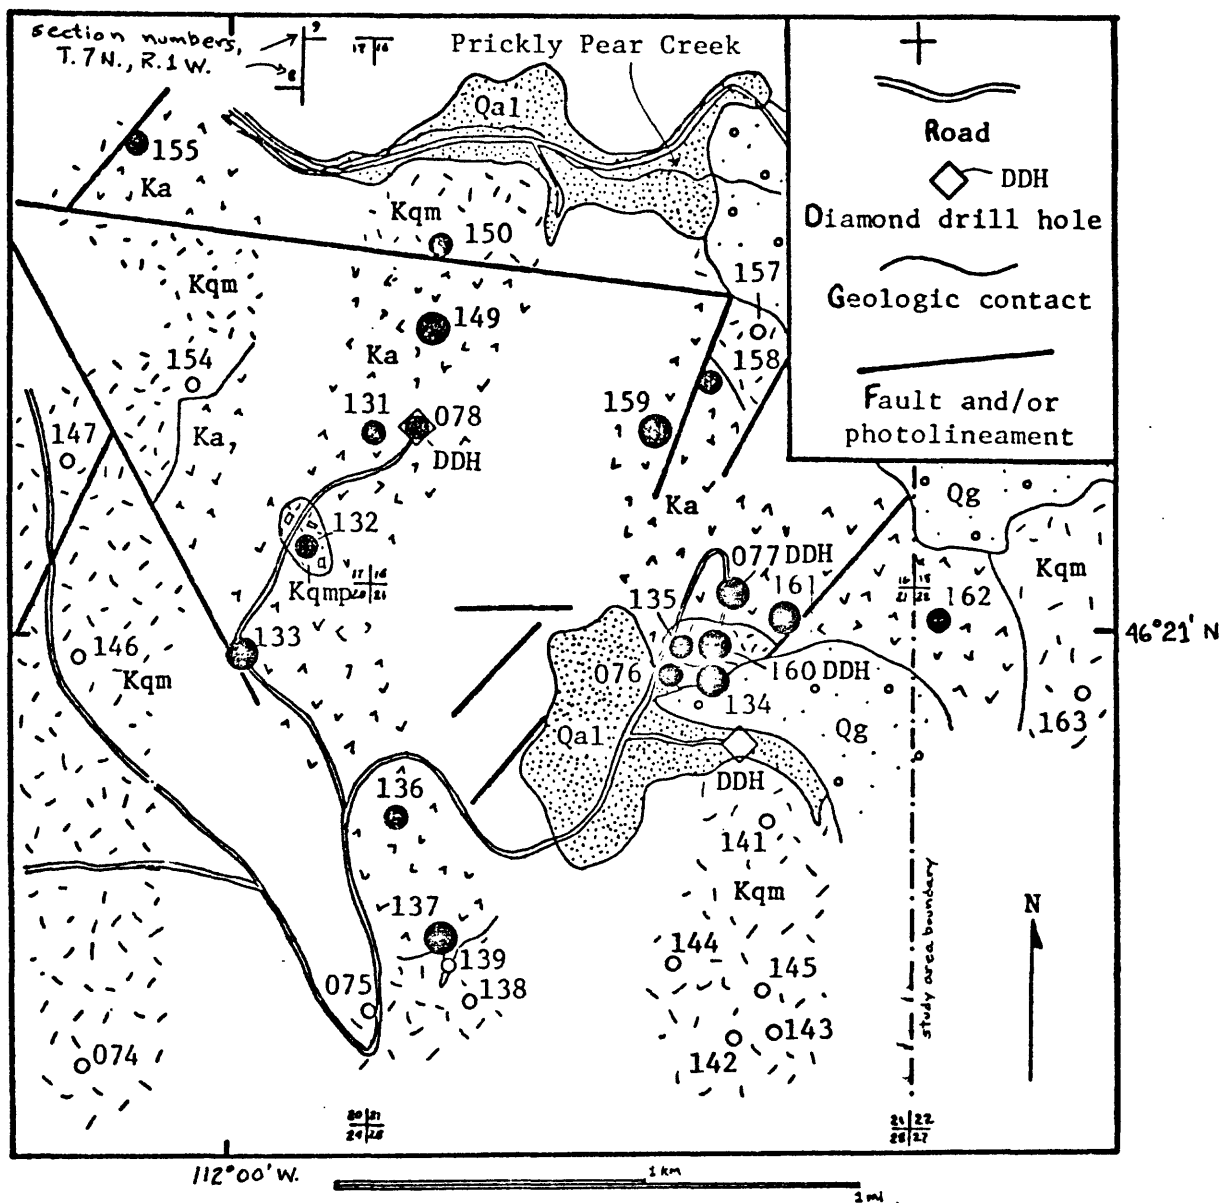 section numbers,
T. 7 N., R. 1 W.
9
8
17 16
Prickly Pear Creek
Qal
155
Ka
Kqm
150
Kqm
149
Ka
154
Ka,
147
131
078
DDH
132
Kqmp
17 16
20 21
133
146
Kqm
157
158
159
Ka
077 DDH
161
135
076
160 DDH
134
Qal
Qg
DDH
Qg
Kqm
16 15
21 22
162
163
46°21' N
136
137
139
138
075
074
141
Kqm
144
145
143
142
study area boundary
N
20 21
29 28
21 22
28 27
112°00' W.
1 km
1 mi.
Road
DDH
Diamond drill hole
Geologic contact
Fault and/or
photolineament